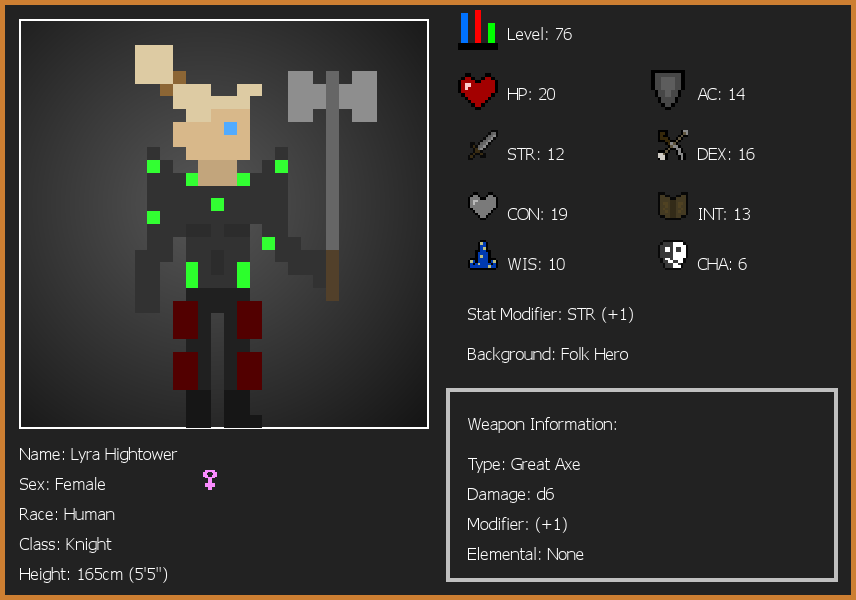 Level: 76
HP: 20
AC: 14
STR: 12
DEX: 16
CON: 19
INT: 13
WIS: 10
CHA: 6
Stat Modifier: STR (+1)
Background: Folk Hero
Weapon Information:
Type: Great Axe
Damage: d6
Modifier: (+1)
Elemental: None
Name: Lyra Hightower
Sex: Female
Race: Human
Class: Knight
Height: 165cm (5'5")